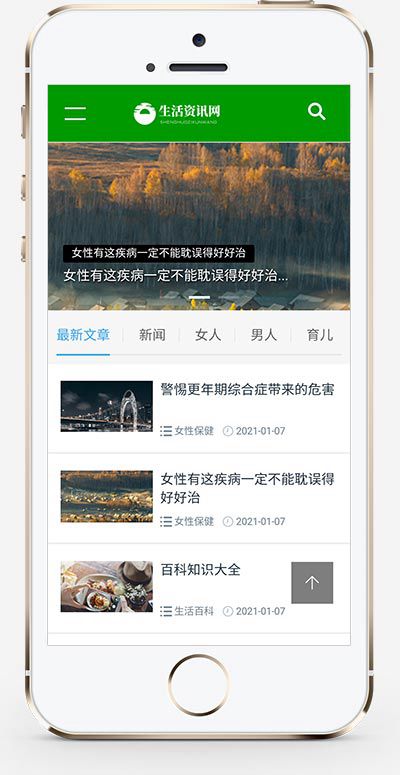 生活资讯网
SHENGHUOZIXUNWANG
女性有这疾病一定不能耽误得好好治
女性有这疾病一定不能耽误得好好治...
最新文章 新闻 女人 男人 育儿
警惕更年期综合症带来的危害
女性保健 2021-01-07
女性有这疾病一定不能耽误得
好好治
女性保健 2021-01-07
百科知识大全
生活百科 2021-01-07